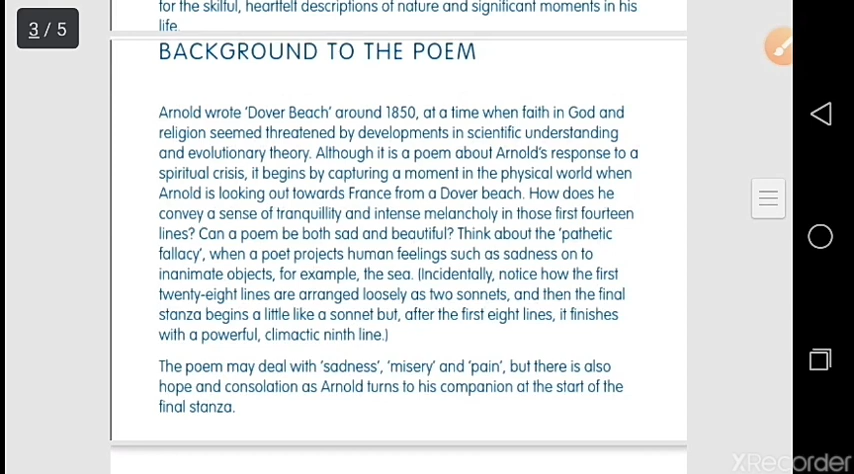 for the skilful, heartfelt descriptions of nature and significant moments in his
life.
3 / 5
BACKGROUND TO THE POEM
Arnold wrote ‘Dover Beach’ around 1850, at a time when faith in God and
religion seemed threatened by developments in scientific understanding
and evolutionary theory. Although it is a poem about Arnold’s response to a
spiritual crisis, it begins by capturing a moment in the physical world when
Arnold is looking out towards France from a Dover beach. How does he
convey a sense of tranquillity and intense melancholy in those first fourteen
lines? Can a poem be both sad and beautiful? Think about the ‘pathetic
fallacy’, when a poet projects human feelings such as sadness on to
inanimate objects, for example, the sea. (Incidentally, notice how the first
twenty-eight lines are arranged loosely as two sonnets, and then the final
stanza begins a little like a sonnet but, after the first eight lines, it finishes
with a powerful, climactic ninth line.)
The poem may deal with ‘sadness’, ‘misery’ and ‘pain’, but there is also
hope and consolation as Arnold turns to his companion at the start of the
final stanza.
XRecorder